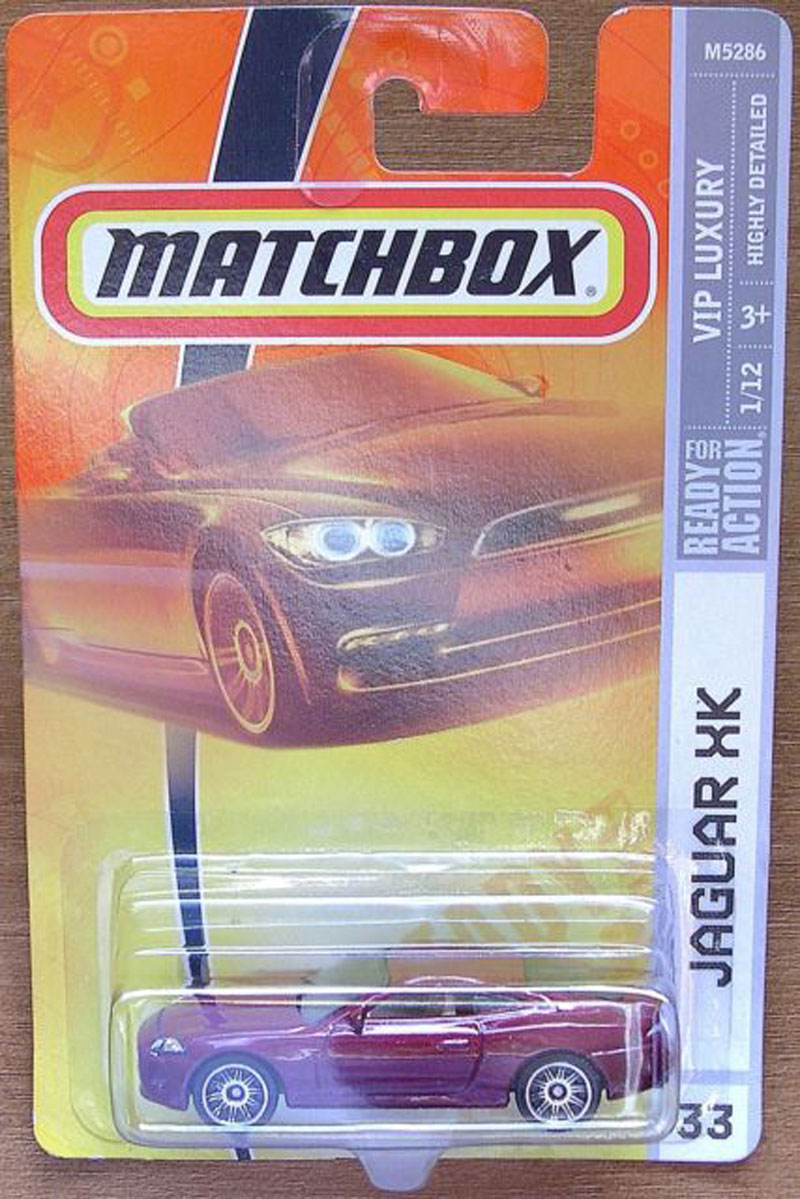 M5286
MATCHBOX®
VIP LUXURY
HIGHLY DETAILED
3+
1/12
READY FOR ACTION®
JAGUAR XK
33